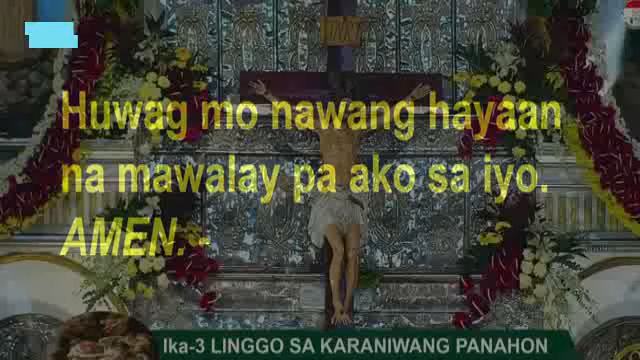 Huwag mo nawang hayaan
na mawalay pa ako sa iyo.
AMEN. -
Ika-3 LINGGO SA KARANIWANG PANAHON